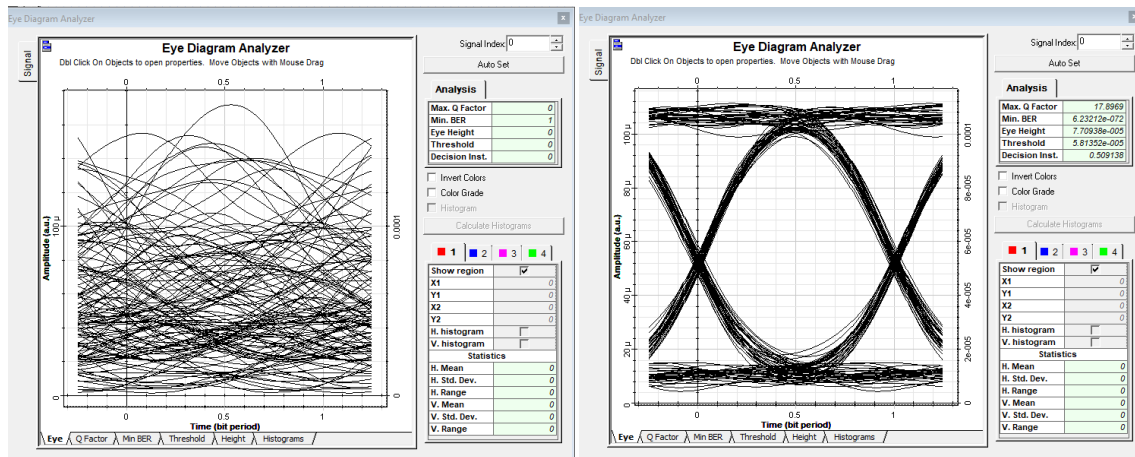 Eye Diagram Analyzer
x
Signal
Eye Diagram Analyzer
Dbl Click On Objects to open properties. Move Objects with Mouse Drag
0 0.5 1
Amplitude (a.u.)
100 µ
0
0.0001
0
0 0.5 1
Time (bit period)
Eye Q Factor Min BER Threshold Height Histograms
Signal Index 0
Auto Set
Analysis
Max. Q Factor 0
Min. BER 1
Eye Height 0
Threshold 0
Decision Inst. 0
Invert Colors
Color Grade
Histogram
Calculate Histograms
1 2 3 4
Show region
X1 0
Y1 0
X2 0
Y2 0
H. histogram
V. histogram
Statistics
H. Mean 0
H. Std. Dev. 0
H. Range 0
V. Mean 0
V. Std. Dev. 0
V. Range 0
Eye Diagram Analyzer
x
Signal
Eye Diagram Analyzer
Dbl Click On Objects to open properties. Move Objects with Mouse Drag
0 0.5 1
Amplitude (a.u.)
100 µ
80 µ
60 µ
40 µ
20 µ
0
0.0001
8e-005
6e-005
4e-005
2e-005
0
0 0.5 1
Time (bit period)
Eye Q Factor Min BER Threshold Height Histograms
Signal Index 0
Auto Set
Analysis
Max. Q Factor 17.8969
Min. BER 6.23212e-072
Eye Height 7.70938e-005
Threshold 5.81352e-005
Decision Inst. 0.509138
Invert Colors
Color Grade
Histogram
Calculate Histograms
1 2 3 4
Show region
X1 0
Y1 0
X2 0
Y2 0
H. histogram
V. histogram
Statistics
H. Mean 0
H. Std. Dev. 0
H. Range 0
V. Mean 0
V. Std. Dev. 0
V. Range 0